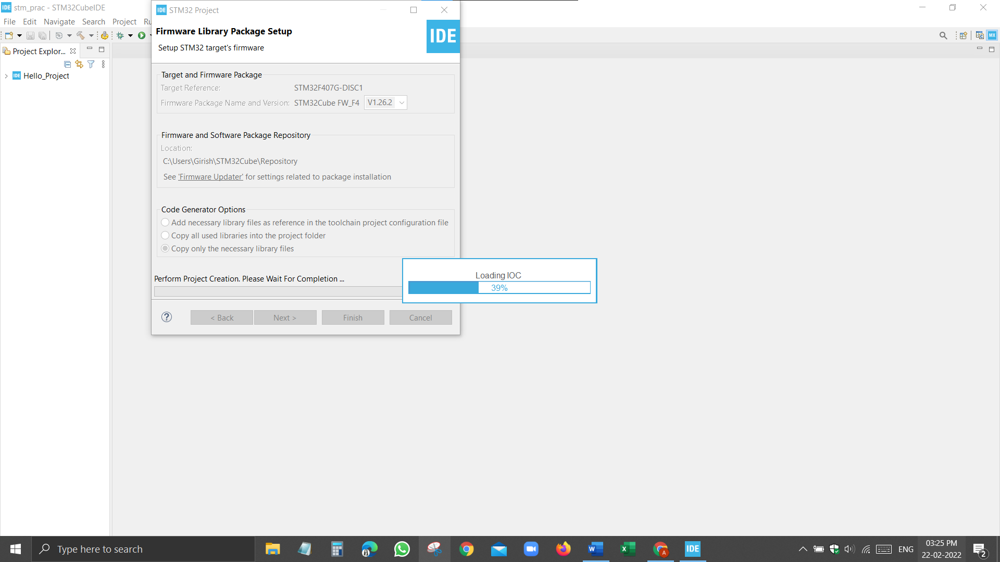 IDE stm_prac - STM32CubeIDE
IDE STM32 Project
File Edit Navigate Search Project Ru
Firmware Library Package Setup
IDE
Setup STM32 target's firmware
MX
Project Explor...
IDE Hello_Project
Target and Firmware Package
Target Reference: STM32F407G-DISC1
Firmware Package Name and Version: STM32Cube FW_F4 V1.26.2
Firmware and Software Package Repository
Location:
C:\Users\Girish\STM32Cube\Repository
See 'Firmware Updater' for settings related to package installation
Code Generator Options
Add necessary library files as reference in the toolchain project configuration file
Copy all used libraries into the project folder
Copy only the necessary library files
Perform Project Creation. Please Wait For Completion ...
Loading IOC
39%
? < Back Next > Finish Cancel
Type here to search
W
X
A
IDE
ENG
03:25 PM
22-02-2022
2